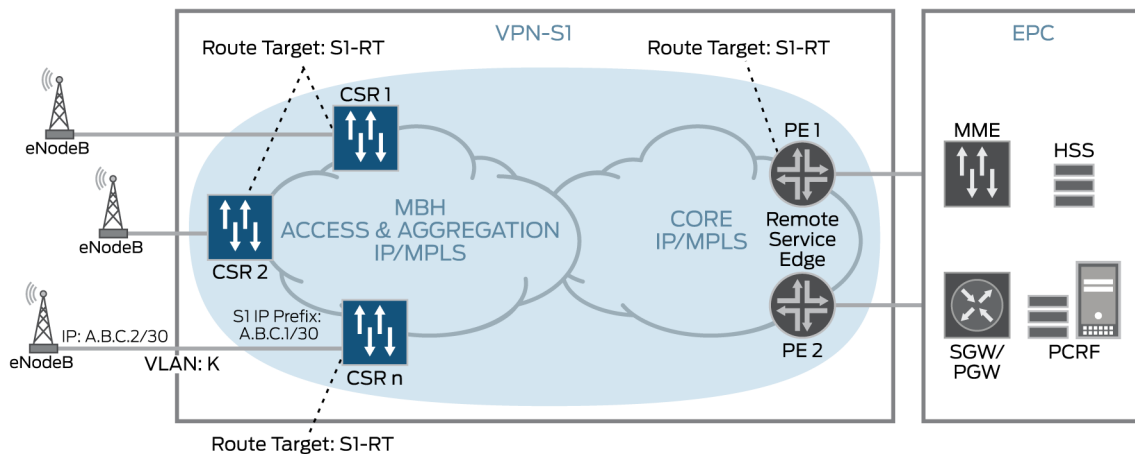 VPN-S1
EPC
Route Target: S1-RT
Route Target: S1-RT
CSR 1
PE 1
MME
HSS
eNodeB
MBH
ACCESS & AGGREGATION
IP/MPLS
CORE
IP/MPLS
Remote
Service
Edge
eNodeB
CSR 2
S1 IP Prefix:
A.B.C.1/30
IP: A.B.C.2/30
eNodeB
VLAN: K
CSR n
PE 2
SGW/
PGW
PCRF
Route Target: S1-RT